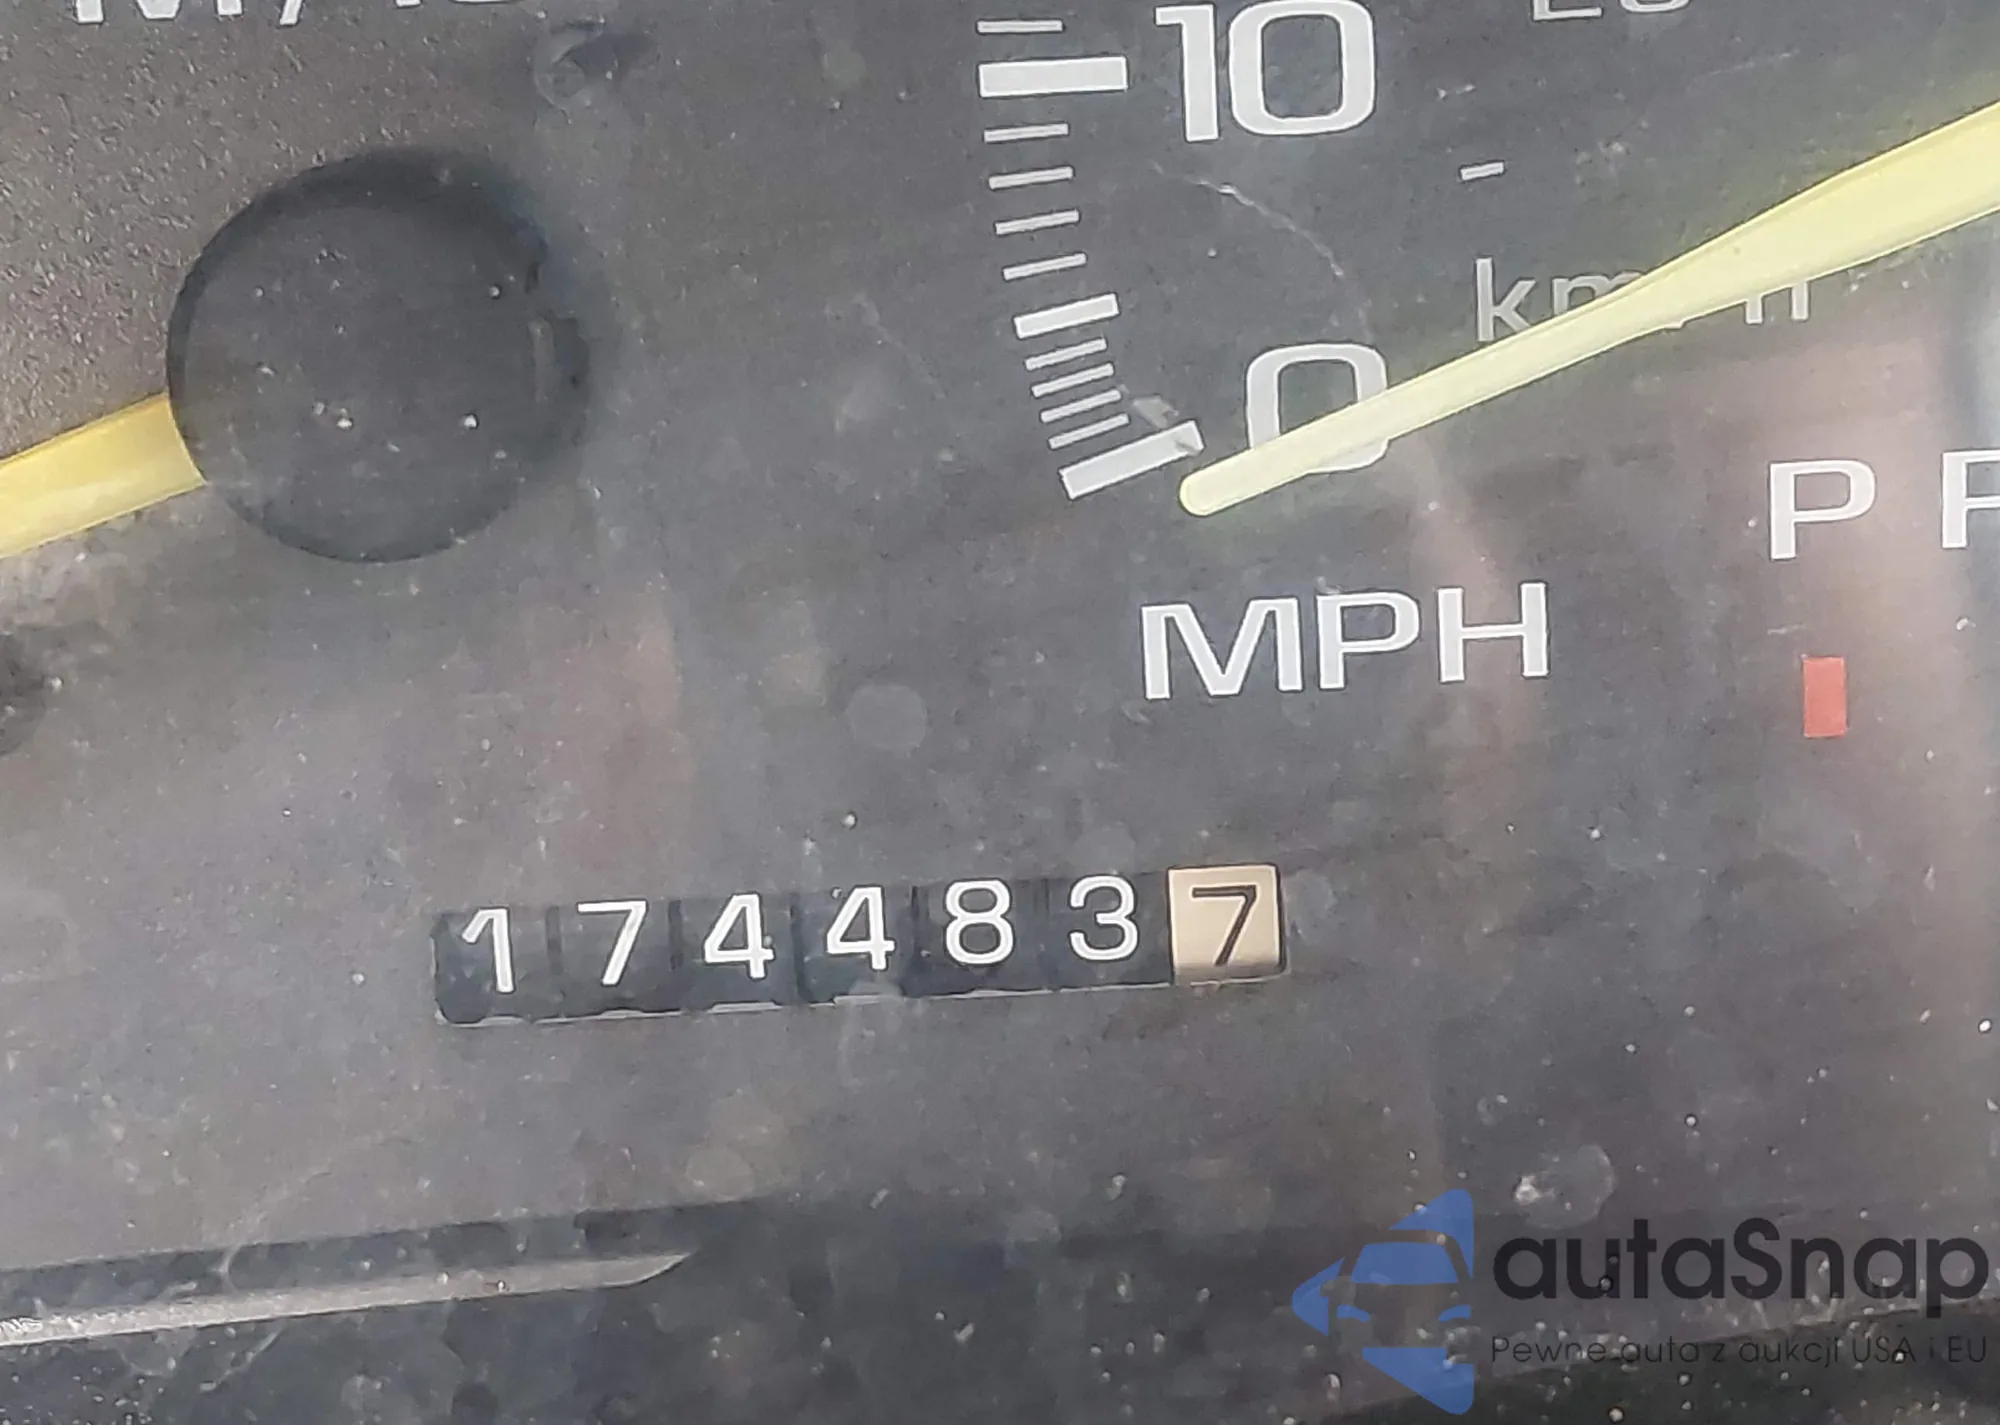 10
km/h
0
P
MPH
1744837
autaSnap
Pewne auta z aukcji USA i EU